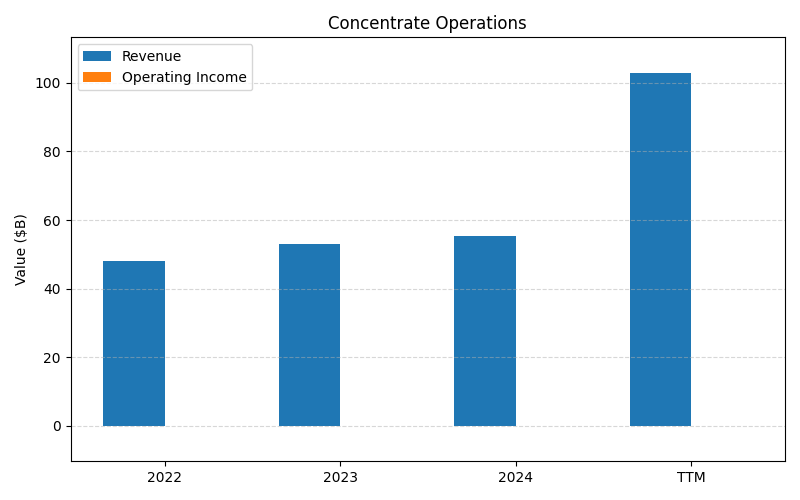 Concentrate Operations
Revenue
Operating Income
Value ($B)
100
80
60
40
20
0
2022
2023
2024
TTM